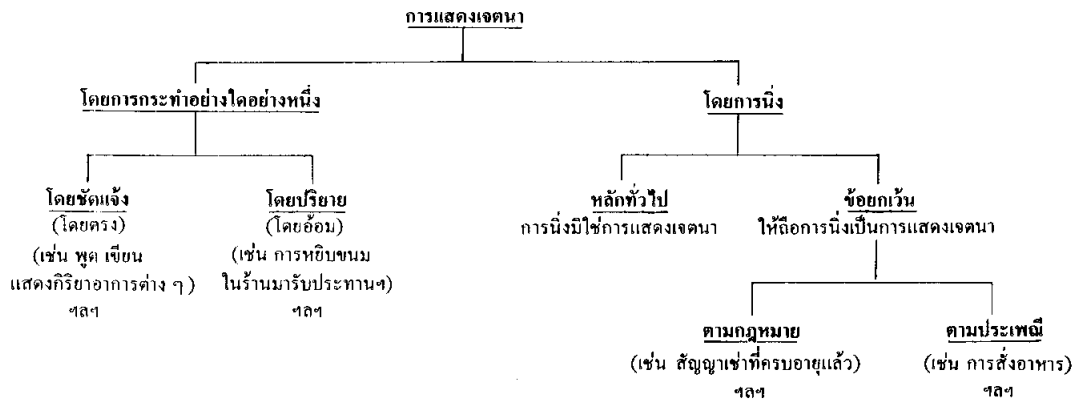 การแสดงเจตนา
โดยการกระทำอย่างใดอย่างหนึ่ง
โดยการนิ่ง
โดยชัดแจ้ง
(โดยตรง)
(เช่น พูด เขียน
แสดงกิริยาอาการต่าง ๆ)
ฯลฯ
โดยปริยาย
(โดยอ้อม)
(เช่น การหยิบขนม
ในร้านมารับประทานฯ)
ฯลฯ
หลักทั่วไป
การนิ่งมิใช่การแสดงเจตนา
ข้อยกเว้น
ให้ถือการนิ่งเป็นการแสดงเจตนา
ตามกฎหมาย
(เช่น สัญญาเช่าที่ครบอายุแล้ว)
ฯลฯ
ตามประเพณี
(เช่น การสั่งอาหาร)
ฯลฯ